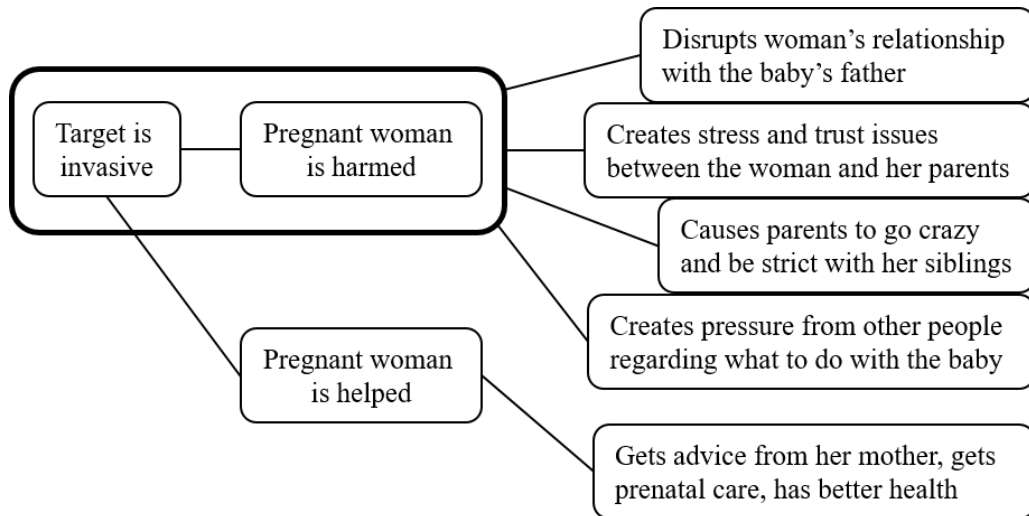 Disrupts woman’s relationship
with the baby’s father
Target is
invasive
Pregnant woman
is harmed
Creates stress and trust issues
between the woman and her parents
Causes parents to go crazy
and be strict with her siblings
Creates pressure from other people
regarding what to do with the baby
Pregnant woman
is helped
Gets advice from her mother, gets
prenatal care, has better health